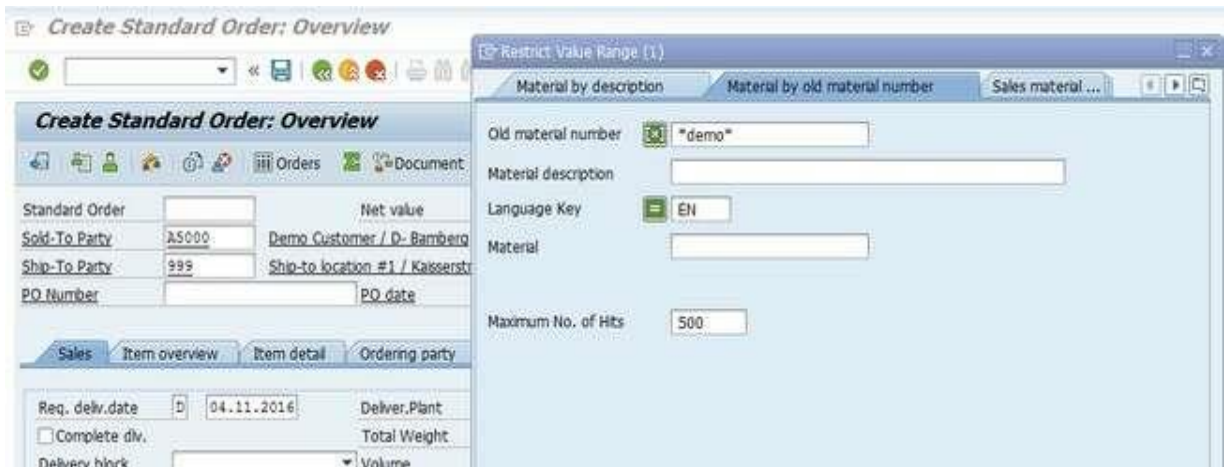 Create Standard Order: Overview
Create Standard Order: Overview
Orders Document
Standard Order Net value
Sold-To Party A5000 Demo Customer / D- Bamberg
Ship-To Party 999 Ship-to location #1 / Kaisserstr
PO Number PO date
Sales Item overview Item detail Ordering party
Req. deliv.date D 04.11.2016 Deliver.Plant
Complete dlv. Total Weight
Delivery block Volume
Restrict Value Range (1)
Material by description Material by old material number Sales material ...
Old material number *demo*
Material description
Language Key EN
Material
Maximum No. of Hits 500